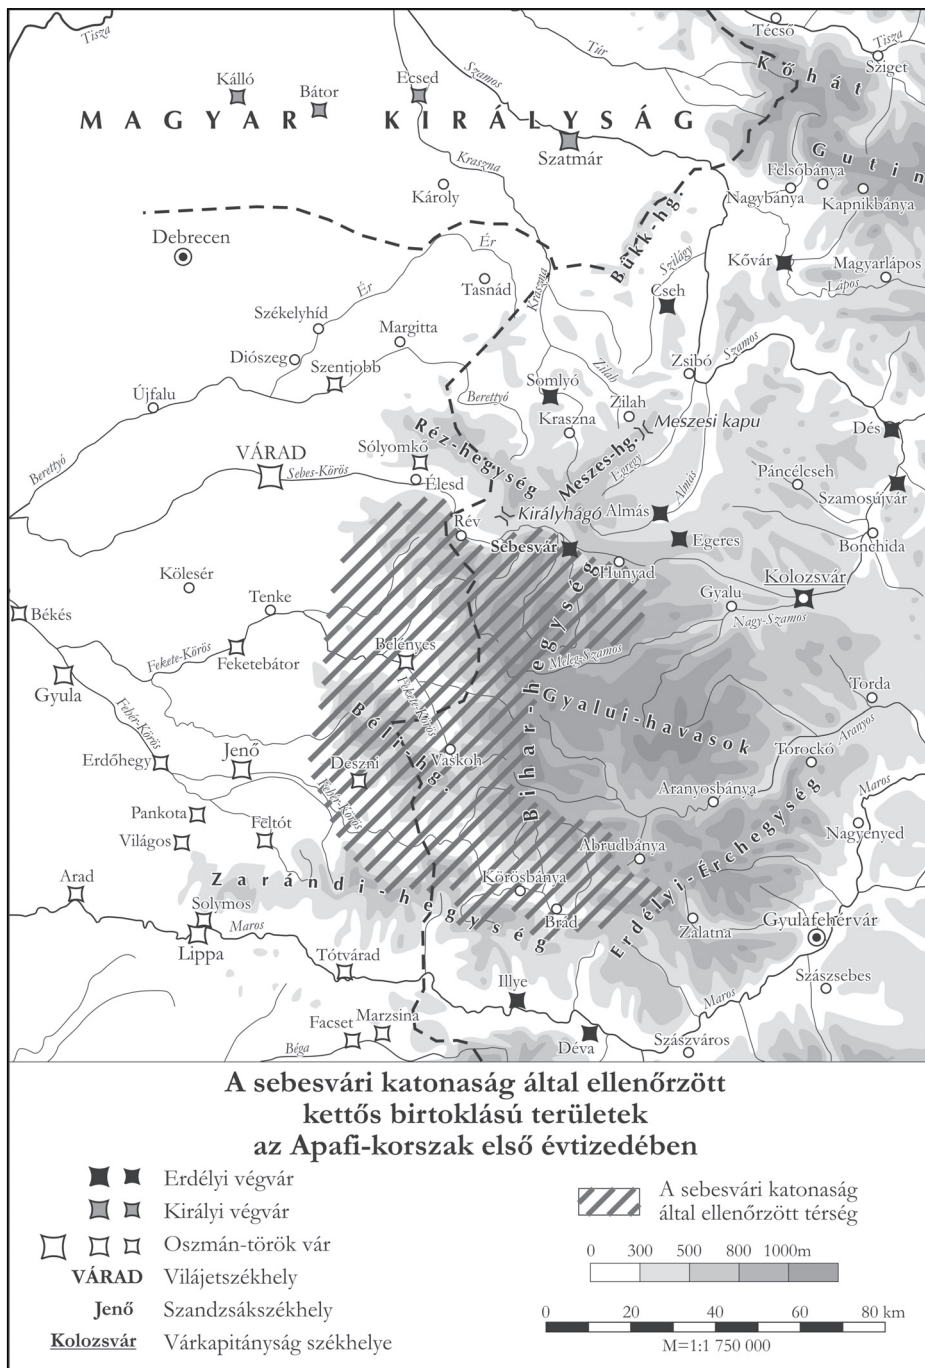 Tisza
Técső
Tisza
Sziget
Túr
Kőhát
Kálló
Bátor
Ecsed
Szamos
MAGYAR KIRÁLYSÁG
Szatmár
Gutin
Kraszna
Károly
Felsőbánya
Nagybánya
Kapnikbánya
Debrecen
Ér
Bükk-hg.
Szilágy
Kővár
Magyarlápos
Lápos
Ér
Tasnád
Kraszna
Cseh
Székelyhíd
Margitta
Diószeg
Szentjobb
Zsibó
Szamos
Újfalu
Berettyó
Somlyó
Zilah
Zilah
Kraszna
Meszesi kapu
Dés
Réz-hegység
Meszes-hg.
Egregy
Almás
Berettyó
VÁRAD
Sebes-Körös
Sólyomkő
Élesd
Páncélcseh
Szamosújvár
Rév
Királyhágó
Almás
Sebesvár
Egeres
Bonchida
Hunyad
Kolozsvár
Gyalu
Nagy-Szamos
Kölesér
Tenke
Békés
Fekete-Körös
Feketebátor
Belényes
Fekete-Körös
Meleg-Szamos
Gyula
Fehér-Körös
Bihar-hegység
Gyalui-havasok
Torda
Aranyos
Torockó
Béli-hg.
Vaskoh
Erdőhegy
Jenő
Deszni
Fehér-Körös
Aranyosbánya
Maros
Pankota
Világos
Feltót
Nagyenyed
Abrudbánya
Erdélyi-Érchegység
Arad
Zarándi-hegység
Körösbánya
Brád
Solymos
Lippa
Maros
Zalatna
Gyulafehérvár
Tótvárad
Illye
Szászsebes
Maros
Facset
Marzsina
Béga
Déva
Szászváros
A sebesvári katonaság által ellenőrzött
kettős birtoklású területek
az Apafi-korszak első évtizedében
Erdélyi végvár
Királyi végvár
Oszmán-török vár
VÁRAD Vilájetszékhely
Jenő Szandzsákszékhely
Kolozsvár Várkapitányság székhelye
A sebesvári katonaság
által ellenőrzött térség
0 300 500 800 1000m
0 20 40 60 80 km
M=1:1 750 000